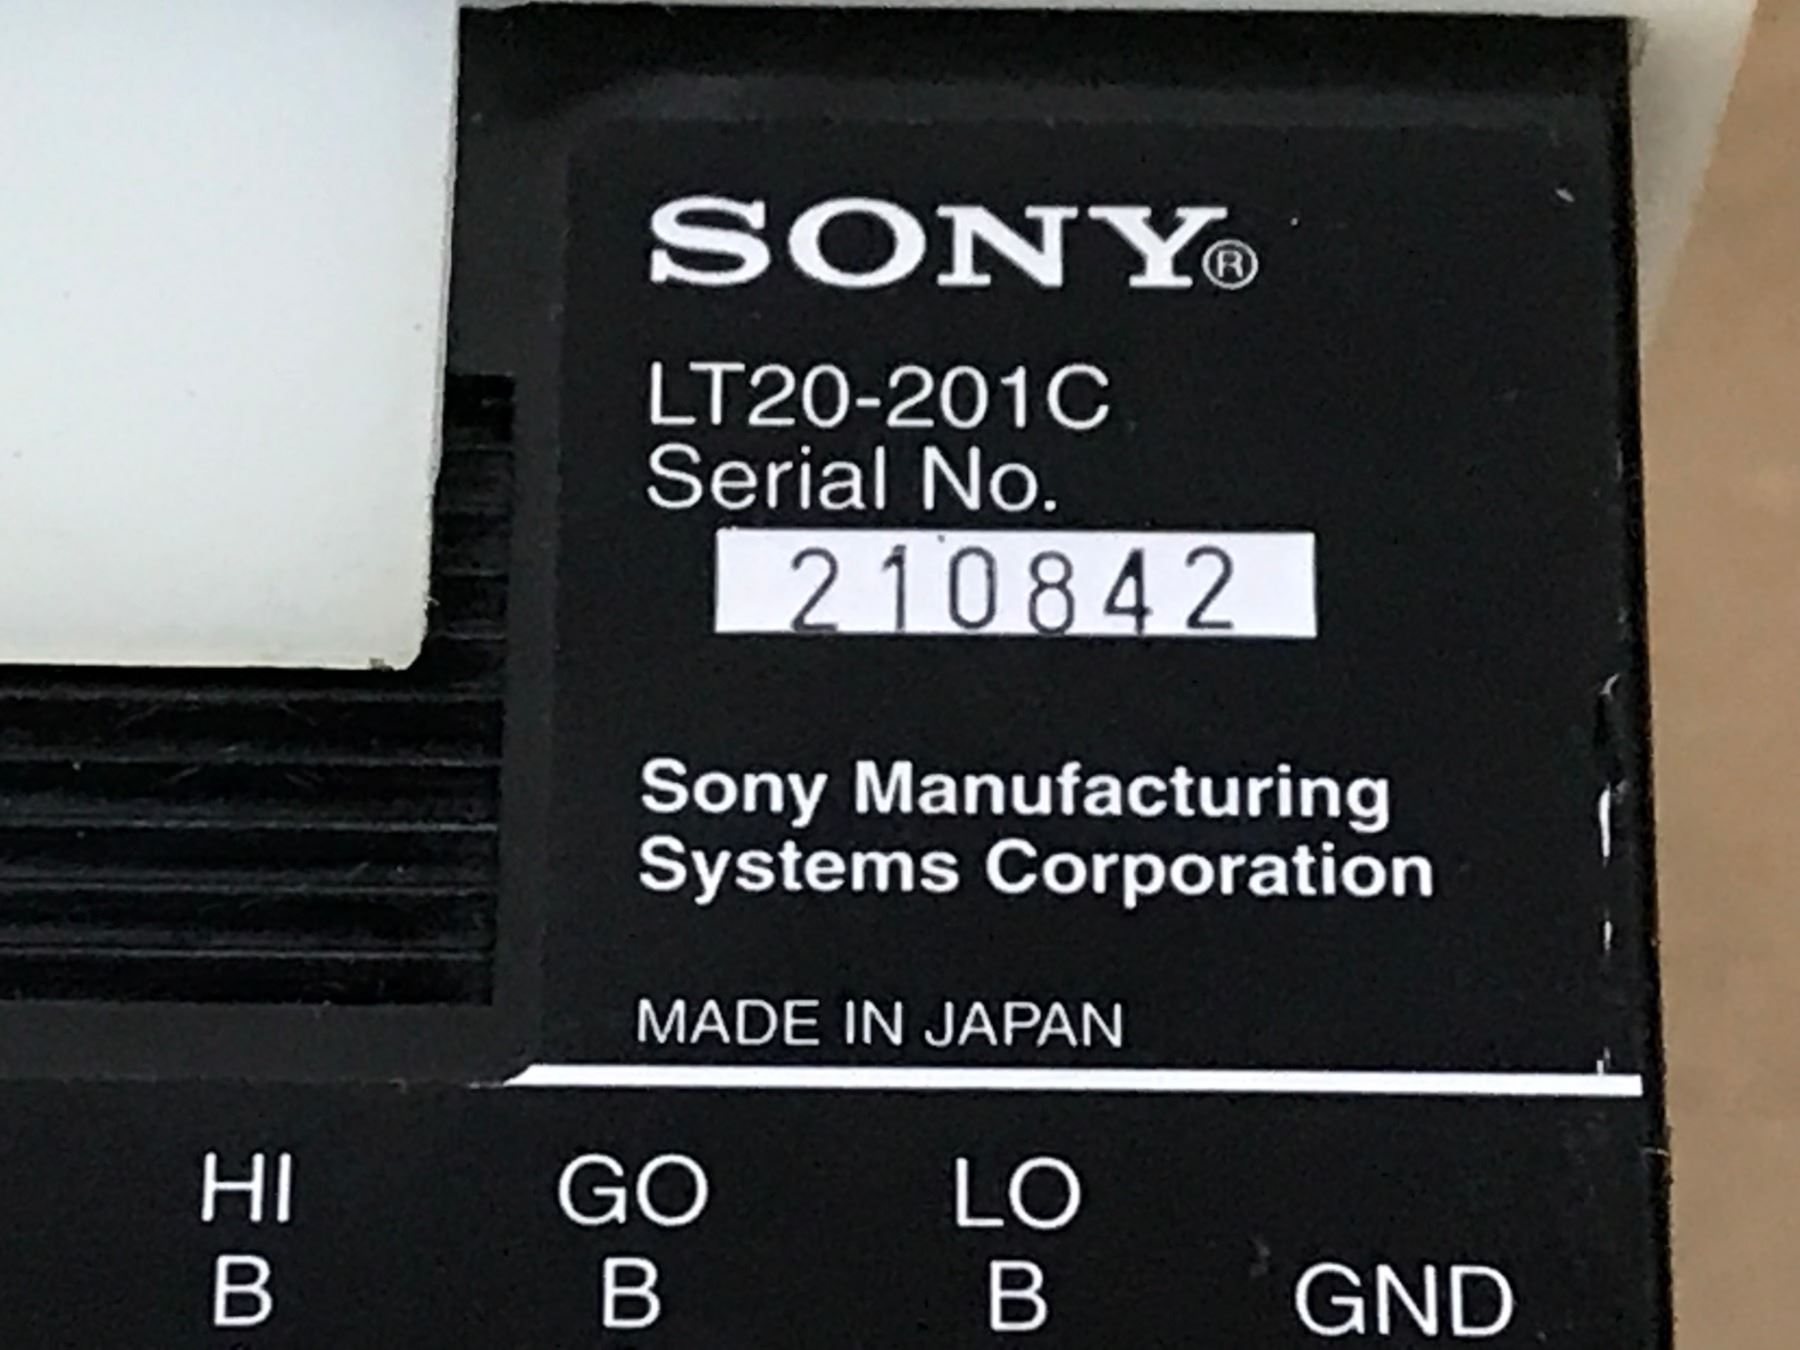 SONY®
LT20-201C
Serial No.
210842
Sony Manufacturing
Systems Corporation
MADE IN JAPAN
HI GO LO
B B B GND